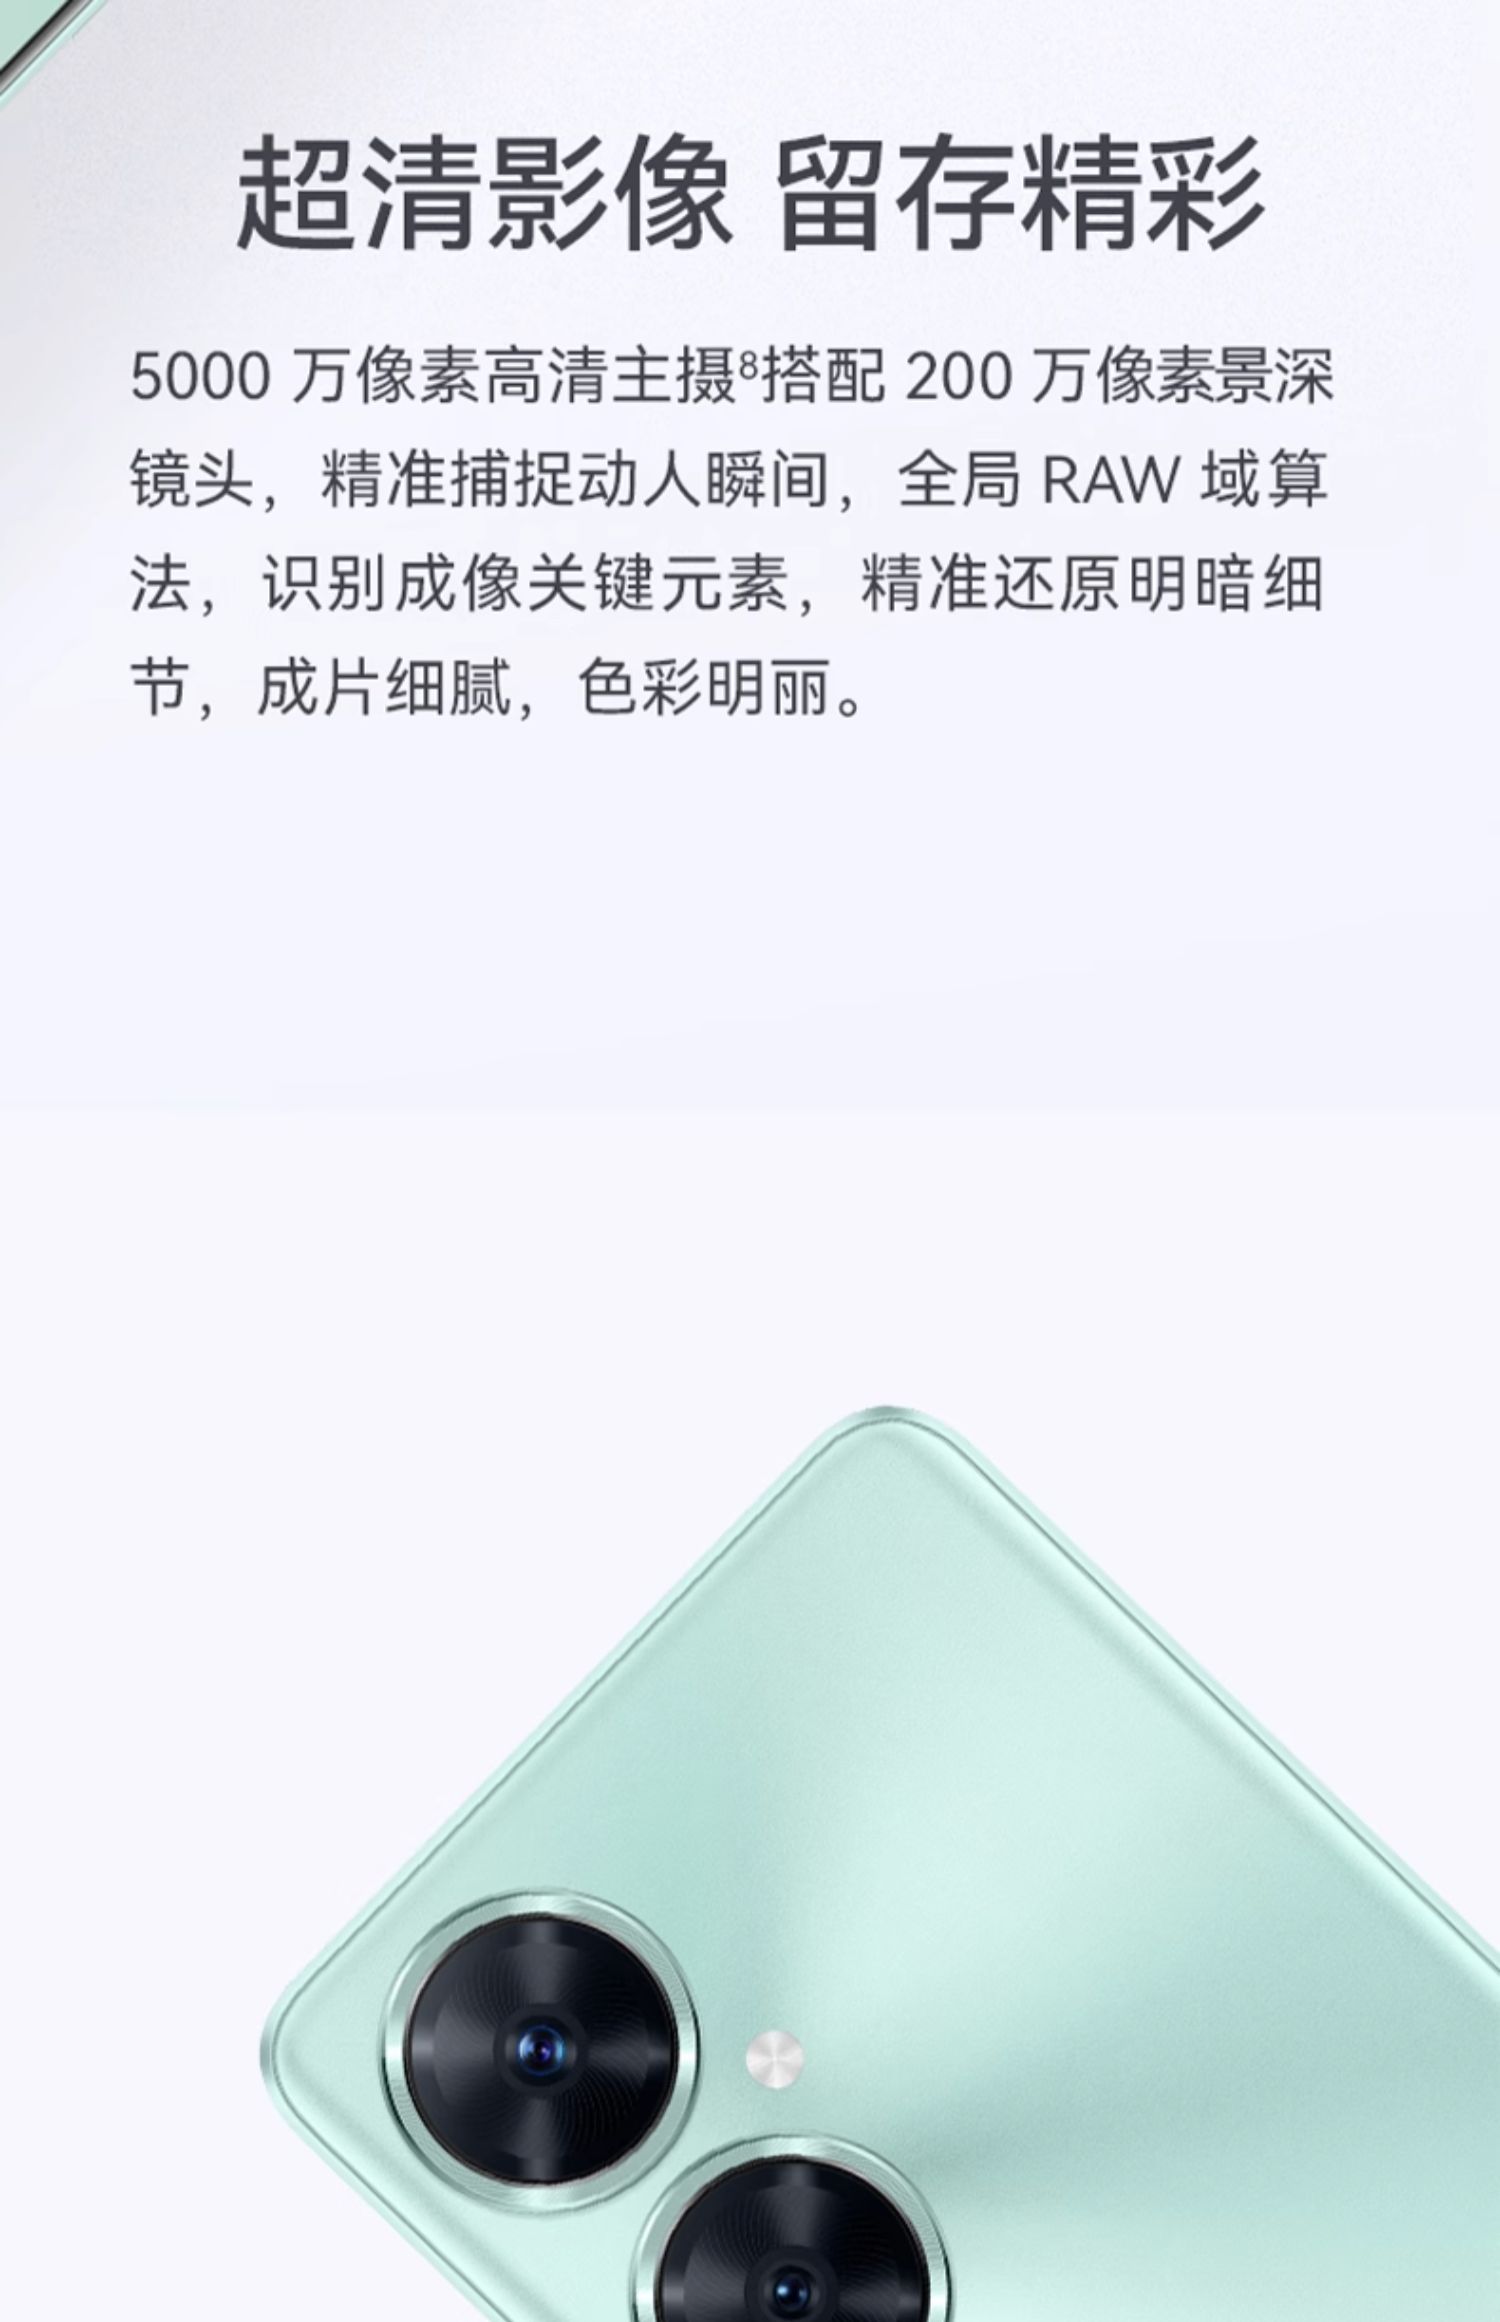 超清影像 留存精彩
5000 万像素高清主摄⁸搭配 200 万像素景深
镜头，精准捕捉动人瞬间，全局 RAW 域算
法，识别成像关键元素，精准还原明暗细
节，成片细腻，色彩明丽。